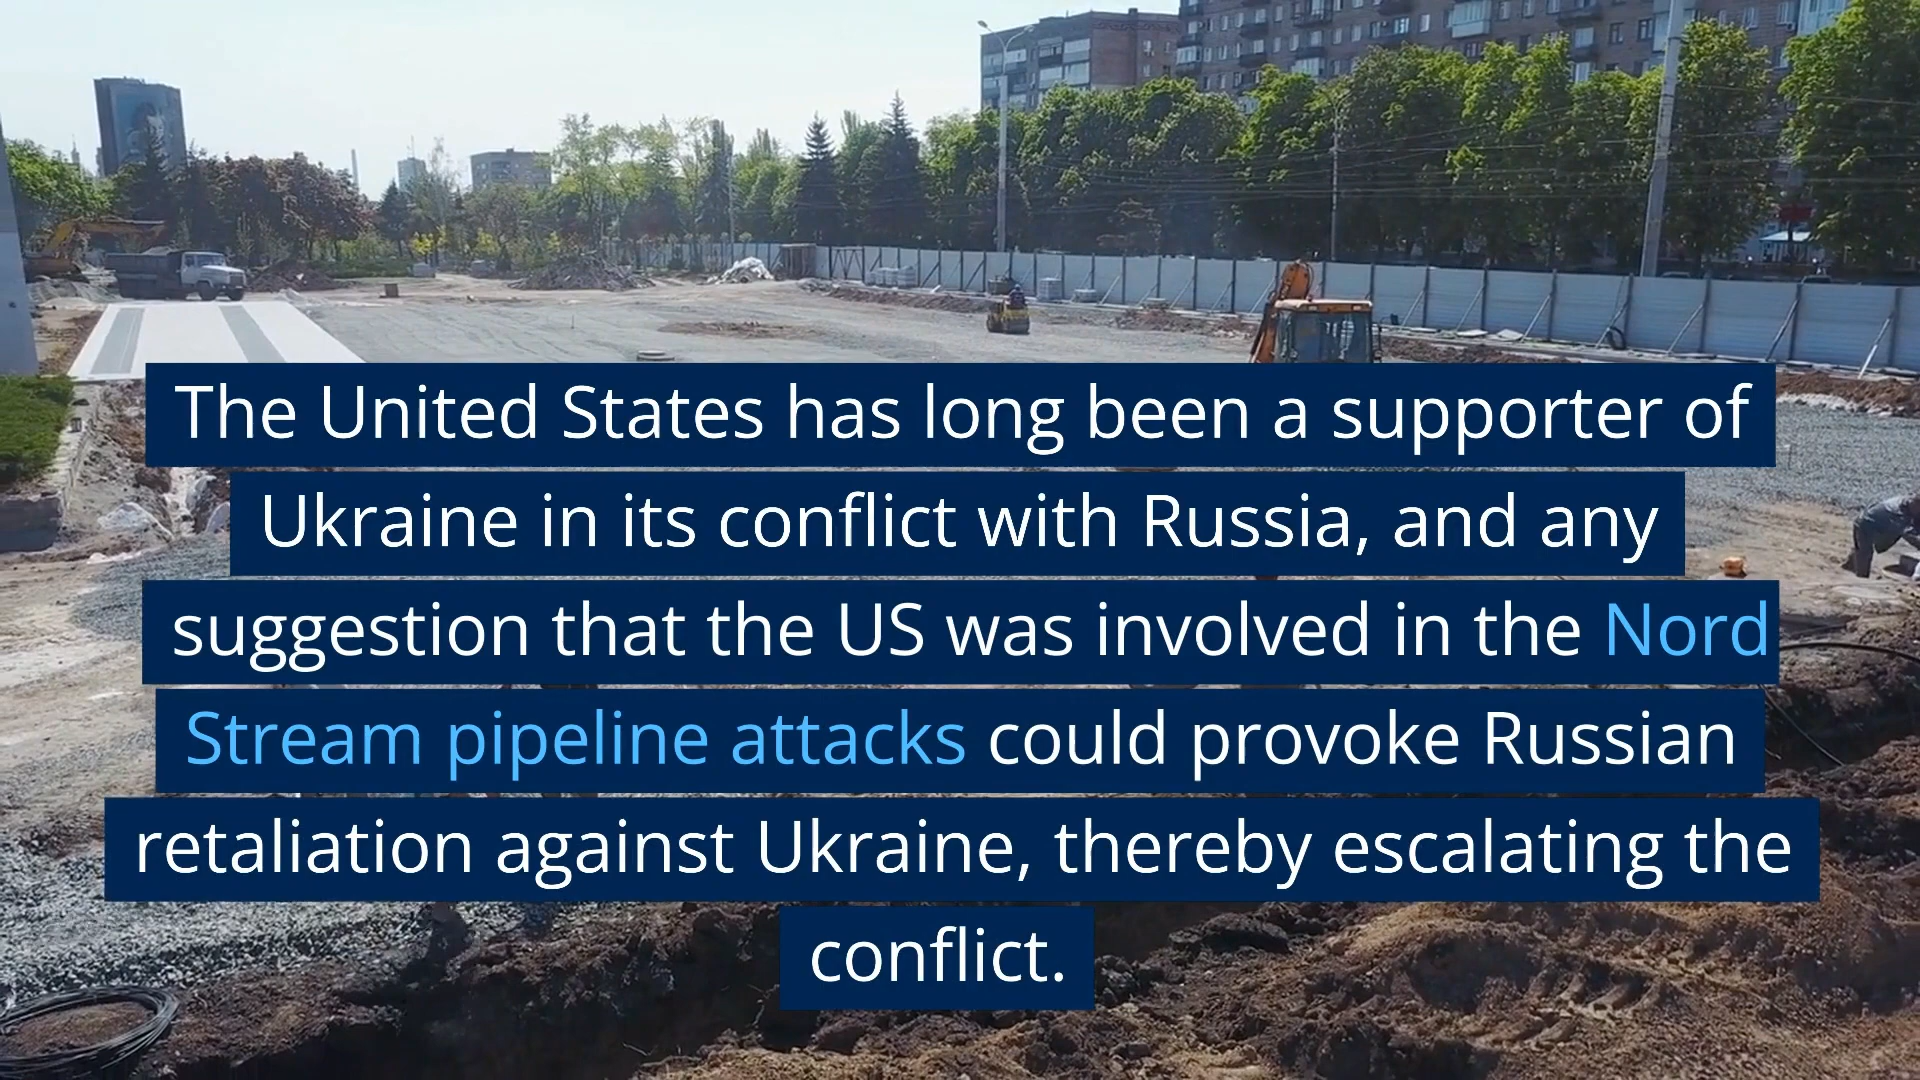 The United States has long been a supporter of
Ukraine in its conflict with Russia, and any
suggestion that the US was involved in the Nord
Stream pipeline attacks could provoke Russian
retaliation against Ukraine, thereby escalating the
conflict.